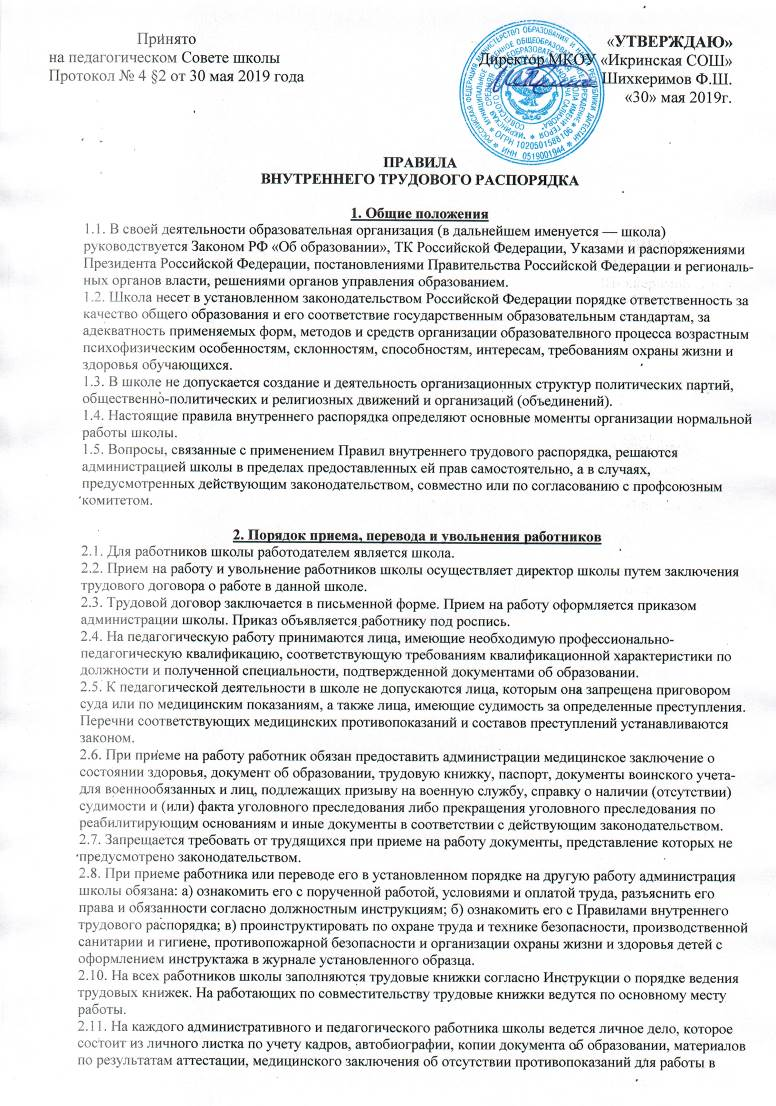 Принято
на педагогическом Совете школы
Протокол № 4 §2 от 30 мая 2019 года
«УТВЕРЖДАЮ»
Директор МКОУ «Икринская СОШ»
Шихкеримов Ф.Ш.
«30» мая 2019г.
ОГРН 1020501588106 * ИНН 0519001944
ПРАВИЛА
ВНУТРЕННЕГО ТРУДОВОГО РАСПОРЯДКА
1. Общие положения
1.1. В своей деятельности образовательная организация (в дальнейшем именуется — школа)
руководствуется Законом РФ «Об образовании», ТК Российской Федерации, Указами и распоряжениями
Президента Российской Федерации, постановлениями Правительства Российской Федерации и региональ-
ных органов власти, решениями органов управления образованием.
1.2. Школа несет в установленном законодательством Российской Федерации порядке ответственность за
качество общего образования и его соответствие государственным образовательным стандартам, за
адекватность применяемых форм, методов и средств организации образователвного процесса возрастным
психофизическим особенностям, склонностям, способностям, интересам, требованиям охраны жизни и
здоровья обучающихся.
1.3. В школе не допускается создание и деятельность организационных структур политических партий,
общественно-политических и религиозных движений и организаций (объединений).
1.4. Настоящие правила внутреннего распорядка определяют основные моменты организации нормальной
работы школы.
1.5. Вопросы, связанные с применением Правил внутреннего трудового распорядка, решаются
администрацией школы в пределах предоставленных ей прав самостоятельно, а в случаях,
предусмотренных действующим законодательством, совместно или по согласованию с профсоюзным
комитетом.
2. Порядок приема, перевода и увольнения работников
2.1. Для работников школы работодателем является школа.
2.2. Прием на работу и увольнение работников школы осуществляет директор школы путем заключения
трудового договора о работе в данной школе.
2.3. Трудовой договор заключается в письменной форме. Прием на работу оформляется приказом
администрации школы. Приказ объявляется работнику под роспись.
2.4. На педагогическую работу принимаются лица, имеющие необходимую профессионально-
педагогическую квалификацию, соответствующую требованиям квалификационной характеристики по
должности и полученной специальности, подтвержденной документами об образовании.
2.5. К педагогической деятельности в школе не допускаются лица, которым она запрещена приговором
суда или по медицинским показаниям, а также лица, имеющие судимость за определенные преступления.
Перечни соответствующих медицинских противопоказаний и составов преступлений устанавливаются
законом.
2.6. При приеме на работу работник обязан предоставить администрации медицинское заключение о
состоянии здоровья, документ об образовании, трудовую книжку, паспорт, документы воинского учета-
для военнообязанных и лиц, подлежащих призыву на военную службу, справку о наличии (отсутствии)
судимости и (или) факта уголовного преследования либо прекращения уголовного преследования по
реабилитирующим основаниям и иные документы в соответствии с действующим законодательством.
2.7. Запрещается требовать от трудящихся при приеме на работу документы, представление которых не
предусмотрено законодательством.
2.8. При приеме работника или переводе его в установленном порядке на другую работу администрация
школы обязана: а) ознакомить его с порученной работой, условиями и оплатой труда, разъяснить его
права и обязанности согласно должностным инструкциям; б) ознакомить его с Правилами внутреннего
трудового распорядка; в) проинструктировать по охране труда и технике безопасности, производственной
санитарии и гигиене, противопожарной безопасности и организации охраны жизни и здоровья детей с
оформлением инструктажа в журнале установленного образца.
2.10. На всех работников школы заполняются трудовые книжки согласно Инструкции о порядке ведения
трудовых книжек. На работающих по совместительству трудовые книжки ведутся по основному месту
работы.
2.11. На каждого административного и педагогического работника школы ведется личное дело, которое
состоит из личного листка по учету кадров, автобиографии, копии документа об образовании, материалов
по результатам аттестации, медицинского заключения об отсутствии противопоказаний для работы в